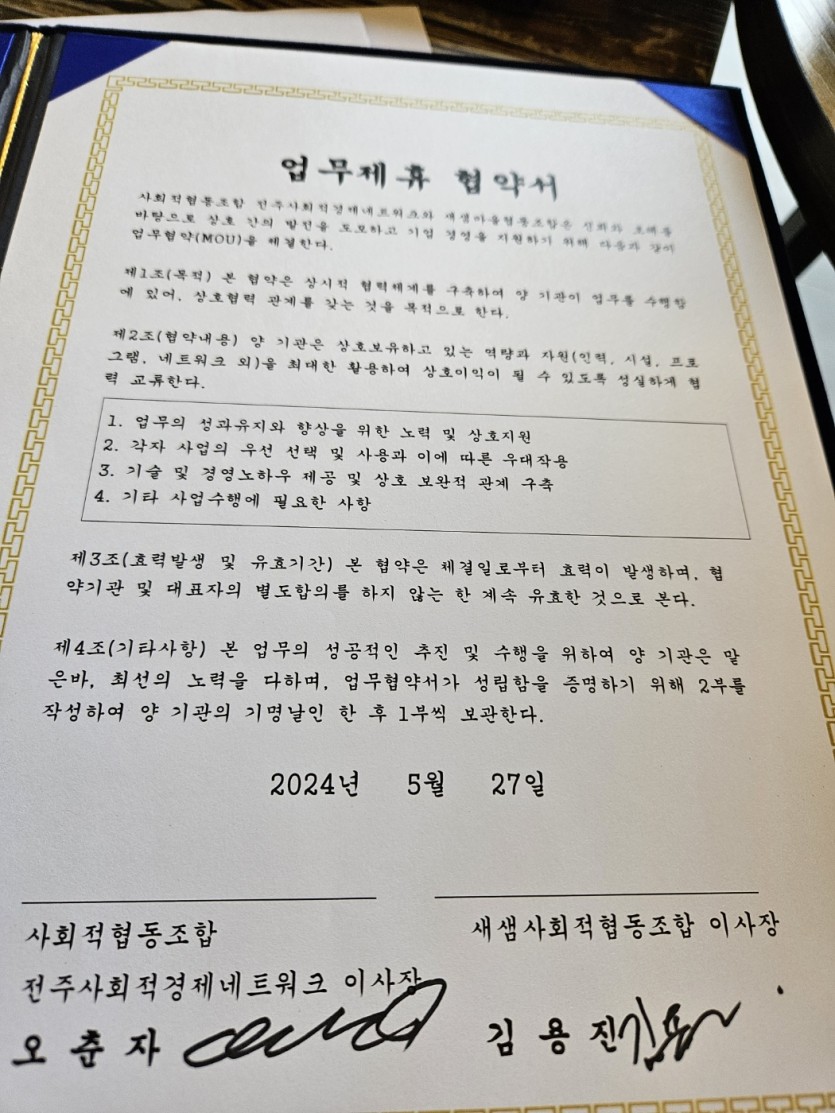 업무제휴 협약서
사회적협동조합 전주사회적경제네트워크와 새샘마을협동조합은 신뢰와 호혜를
바탕으로 상호 간의 발전을 도모하고 기업 경영을 지원하기 위해 다음과 같이
업무협약(MOU)을 체결한다.
제1조(목적) 본 협약은 상시적 협력체계를 구축하여 양 기관이 업무를 수행함
에 있어, 상호협력 관계를 갖는 것을 목적으로 한다.
제2조(협약내용) 양 기관은 상호보유하고 있는 역량과 자원(인력, 시설, 프로
그램, 네트워크 외)을 최대한 활용하여 상호이익이 될 수 있도록 성실하게 협
력 교류한다.
1. 업무의 성과유지와 향상을 위한 노력 및 상호지원
2. 각자 사업의 우선 선택 및 사용과 이에 따른 우대작용
3. 기술 및 경영노하우 제공 및 상호 보완적 관계 구축
4. 기타 사업수행에 필요한 사항
제3조(효력발생 및 유효기간) 본 협약은 체결일로부터 효력이 발생하며, 협
약기관 및 대표자의 별도합의를 하지 않는 한 계속 유효한 것으로 본다.
제4조(기타사항) 본 업무의 성공적인 추진 및 수행을 위하여 양 기관은 맡
은바, 최선의 노력을 다하며, 업무협약서가 성립함을 증명하기 위해 2부를
작성하여 양 기관의 기명날인 한 후 1부씩 보관한다.
2024년 5월 27일
사회적협동조합
전주사회적경제네트워크 이사장
오 춘 자
새샘사회적협동조합 이사장
김 용 진